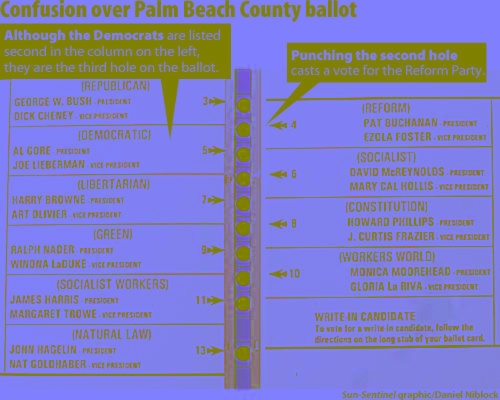 Confusion over Palm Beach County ballot
Although the Democrats are listed
second in the column on the left,
they are the third hole on the ballot.
Punching the second hole
casts a vote for the Reform Party.
(REPUBLICAN)
GEORGE W. BUSH - PRESIDENT
DICK CHENEY - VICE PRESIDENT
3
(DEMOCRATIC)
AL GORE - PRESIDENT
JOE LIEBERMAN - VICE PRESIDENT
5
(LIBERTARIAN)
HARRY BROWNE - PRESIDENT
ART OLIVIER - VICE PRESIDENT
7
(GREEN)
RALPH NADER - PRESIDENT
WINONA LaDUKE - VICE PRESIDENT
9
(SOCIALIST WORKERS)
JAMES HARRIS - PRESIDENT
MARGARET TROWE - VICE PRESIDENT
11
(NATURAL LAW)
JOHN HAGELIN - PRESIDENT
NAT GOLDHABER - VICE PRESIDENT
13
(REFORM)
4 PAT BUCHANAN - PRESIDENT
EZOLA FOSTER - VICE PRESIDENT
(SOCIALIST)
6 DAVID McREYNOLDS - PRESIDENT
MARY CAL HOLLIS - VICE PRESIDENT
(CONSTITUTION)
8 HOWARD PHILLIPS - PRESIDENT
J. CURTIS FRAZIER - VICE PRESIDENT
(WORKERS WORLD)
10 MONICA MOOREHEAD - PRESIDENT
GLORIA La RIVA - VICE PRESIDENT
WRITE IN CANDIDATE
To vote for a write in candidate, follow the
directions on the long stub of your ballot card.
Sun-Sentinel graphic/Daniel Niblock